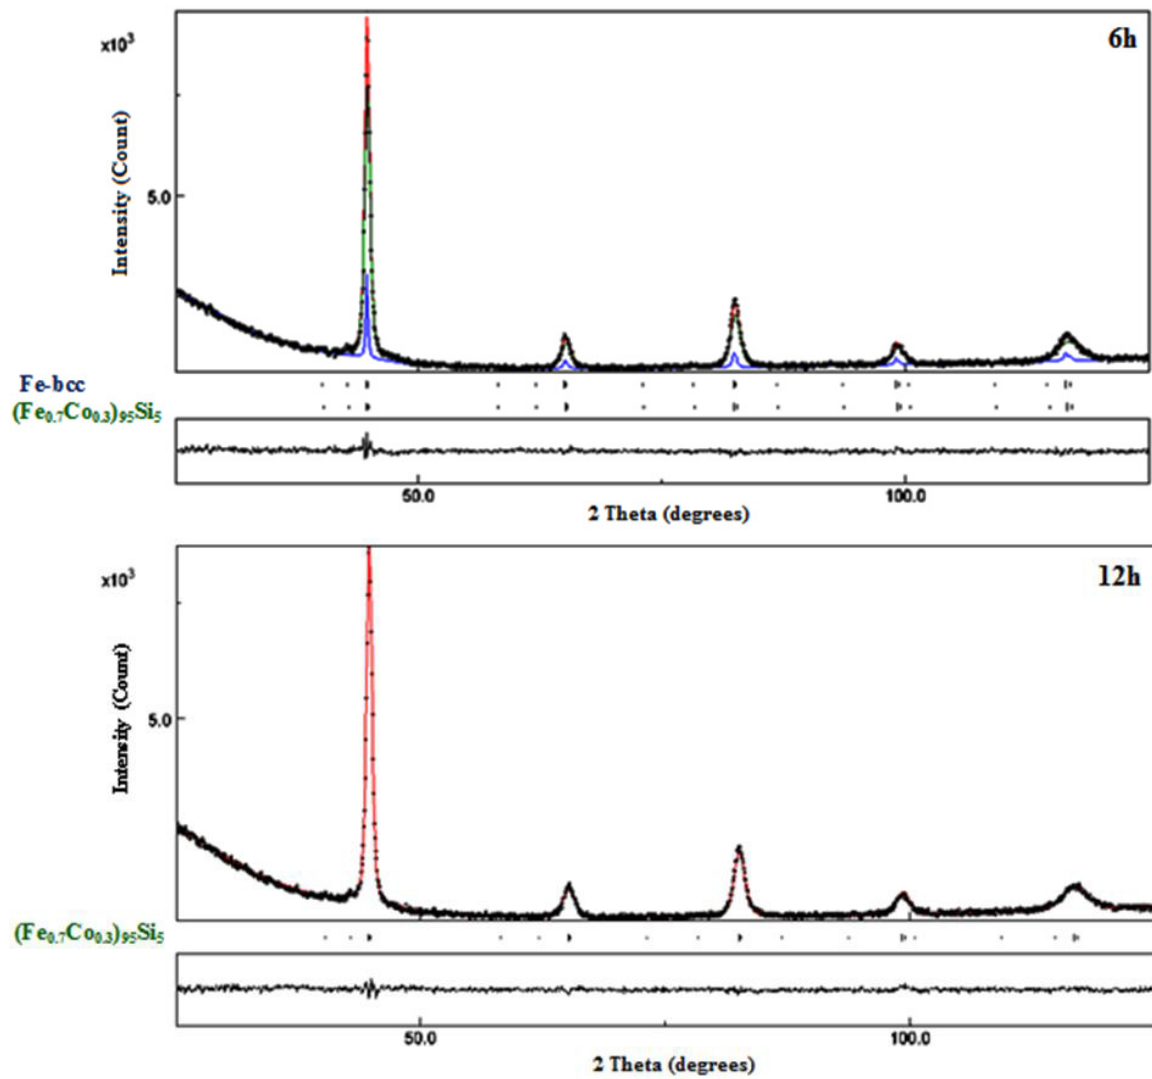 x10³
6h
Intensity (Count)
5.0
Fe-bcc
(Fe₀.₇Co₀.₃)₉₅Si₅
50.0
100.0
2 Theta (degrees)
x10³
12h
Intensity (Count)
5.0
(Fe₀.₇Co₀.₃)₉₅Si₅
50.0
100.0
2 Theta (degrees)